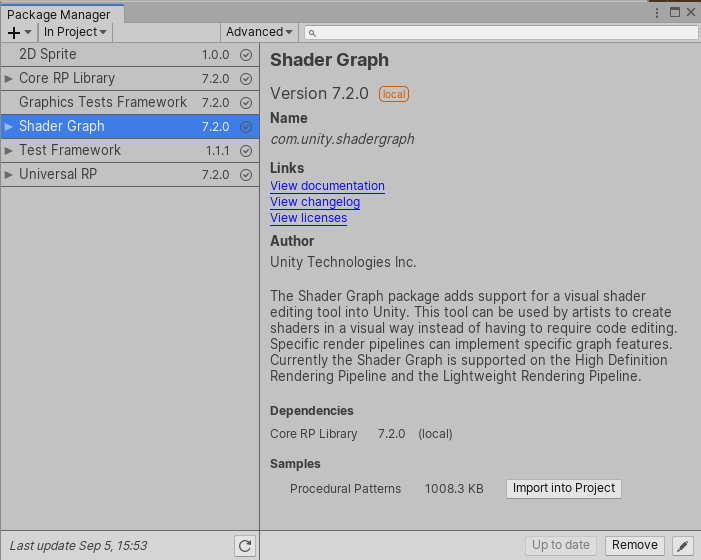 Package Manager
In Project
Advanced
2D Sprite 1.0.0
Core RP Library 7.2.0
Graphics Tests Framework 7.2.0
Shader Graph 7.2.0
Test Framework 1.1.1
Universal RP 7.2.0
Last update Sep 5, 15:53
Shader Graph
Version 7.2.0 local
Name
com.unity.shadergraph
Links
View documentation
View changelog
View licenses
Author
Unity Technologies Inc.
The Shader Graph package adds support for a visual shader
editing tool into Unity. This tool can be used by artists to create
shaders in a visual way instead of having to require code editing.
Specific render pipelines can implement specific graph features.
Currently the Shader Graph is supported on the High Definition
Rendering Pipeline and the Lightweight Rendering Pipeline.
Dependencies
Core RP Library 7.2.0 (local)
Samples
Procedural Patterns 1008.3 KB Import into Project
Up to date Remove